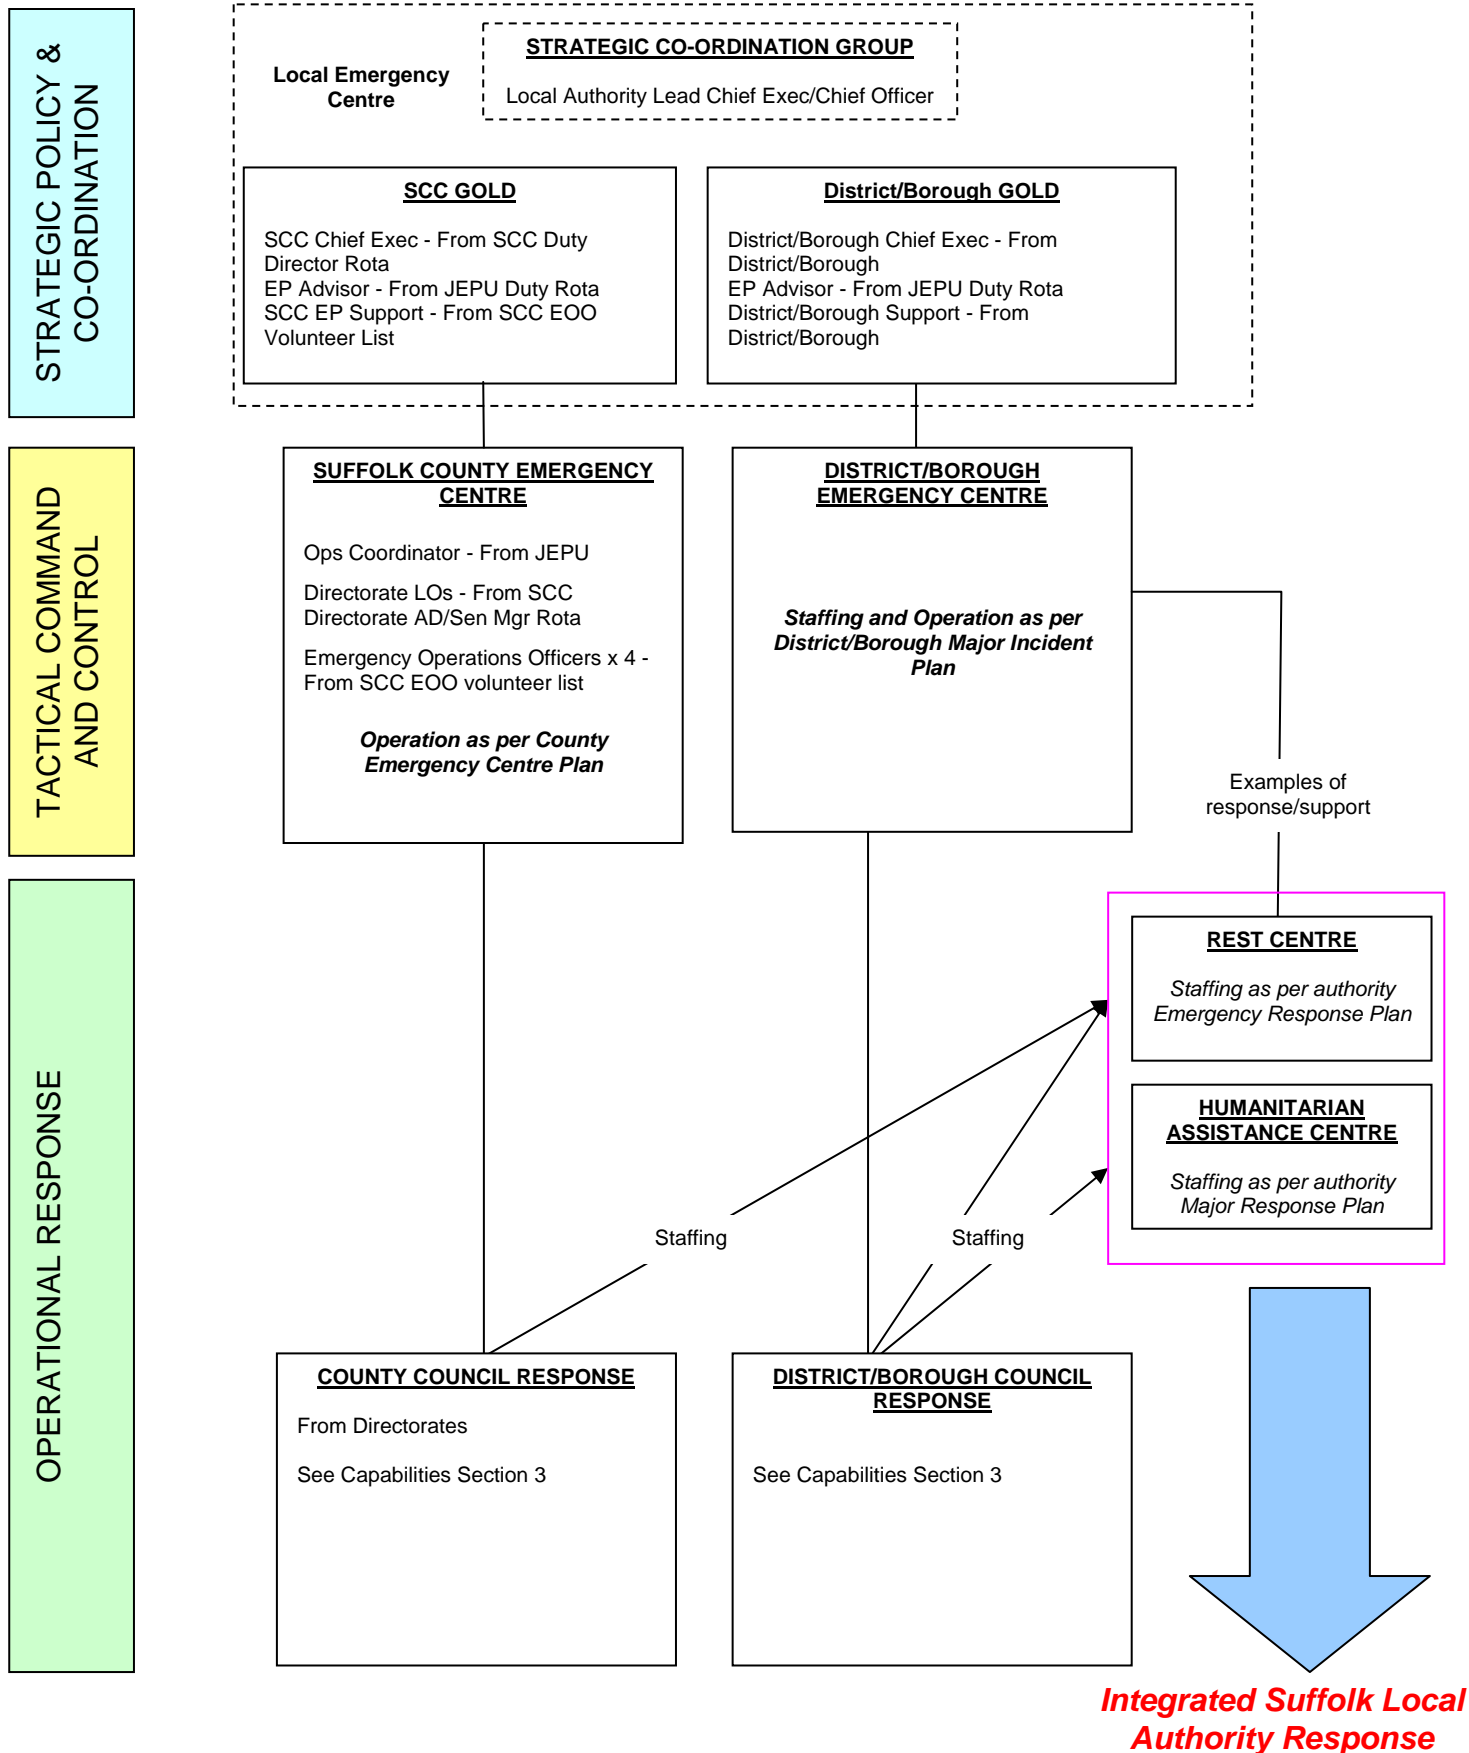 STRATEGIC POLICY &
CO-ORDINATION
Local Emergency
Centre
STRATEGIC CO-ORDINATION GROUP
Local Authority Lead Chief Exec/Chief Officer
SCC GOLD
SCC Chief Exec - From SCC Duty
Director Rota
EP Advisor - From JEPU Duty Rota
SCC EP Support - From SCC EOO
Volunteer List
District/Borough GOLD
District/Borough Chief Exec - From
District/Borough
EP Advisor - From JEPU Duty Rota
District/Borough Support - From
District/Borough
TACTICAL COMMAND
AND CONTROL
SUFFOLK COUNTY EMERGENCY
CENTRE
Ops Coordinator - From JEPU
Directorate LOs - From SCC
Directorate AD/Sen Mgr Rota
Emergency Operations Officers x 4 -
From SCC EOO volunteer list
Operation as per County
Emergency Centre Plan
DISTRICT/BOROUGH
EMERGENCY CENTRE
Staffing and Operation as per
District/Borough Major Incident
Plan
Examples of
response/support
OPERATIONAL RESPONSE
REST CENTRE
Staffing as per authority
Emergency Response Plan
HUMANITARIAN
ASSISTANCE CENTRE
Staffing as per authority
Major Response Plan
Staffing
Staffing
COUNTY COUNCIL RESPONSE
From Directorates
See Capabilities Section 3
DISTRICT/BOROUGH COUNCIL
RESPONSE
See Capabilities Section 3
Integrated Suffolk Local
Authority Response